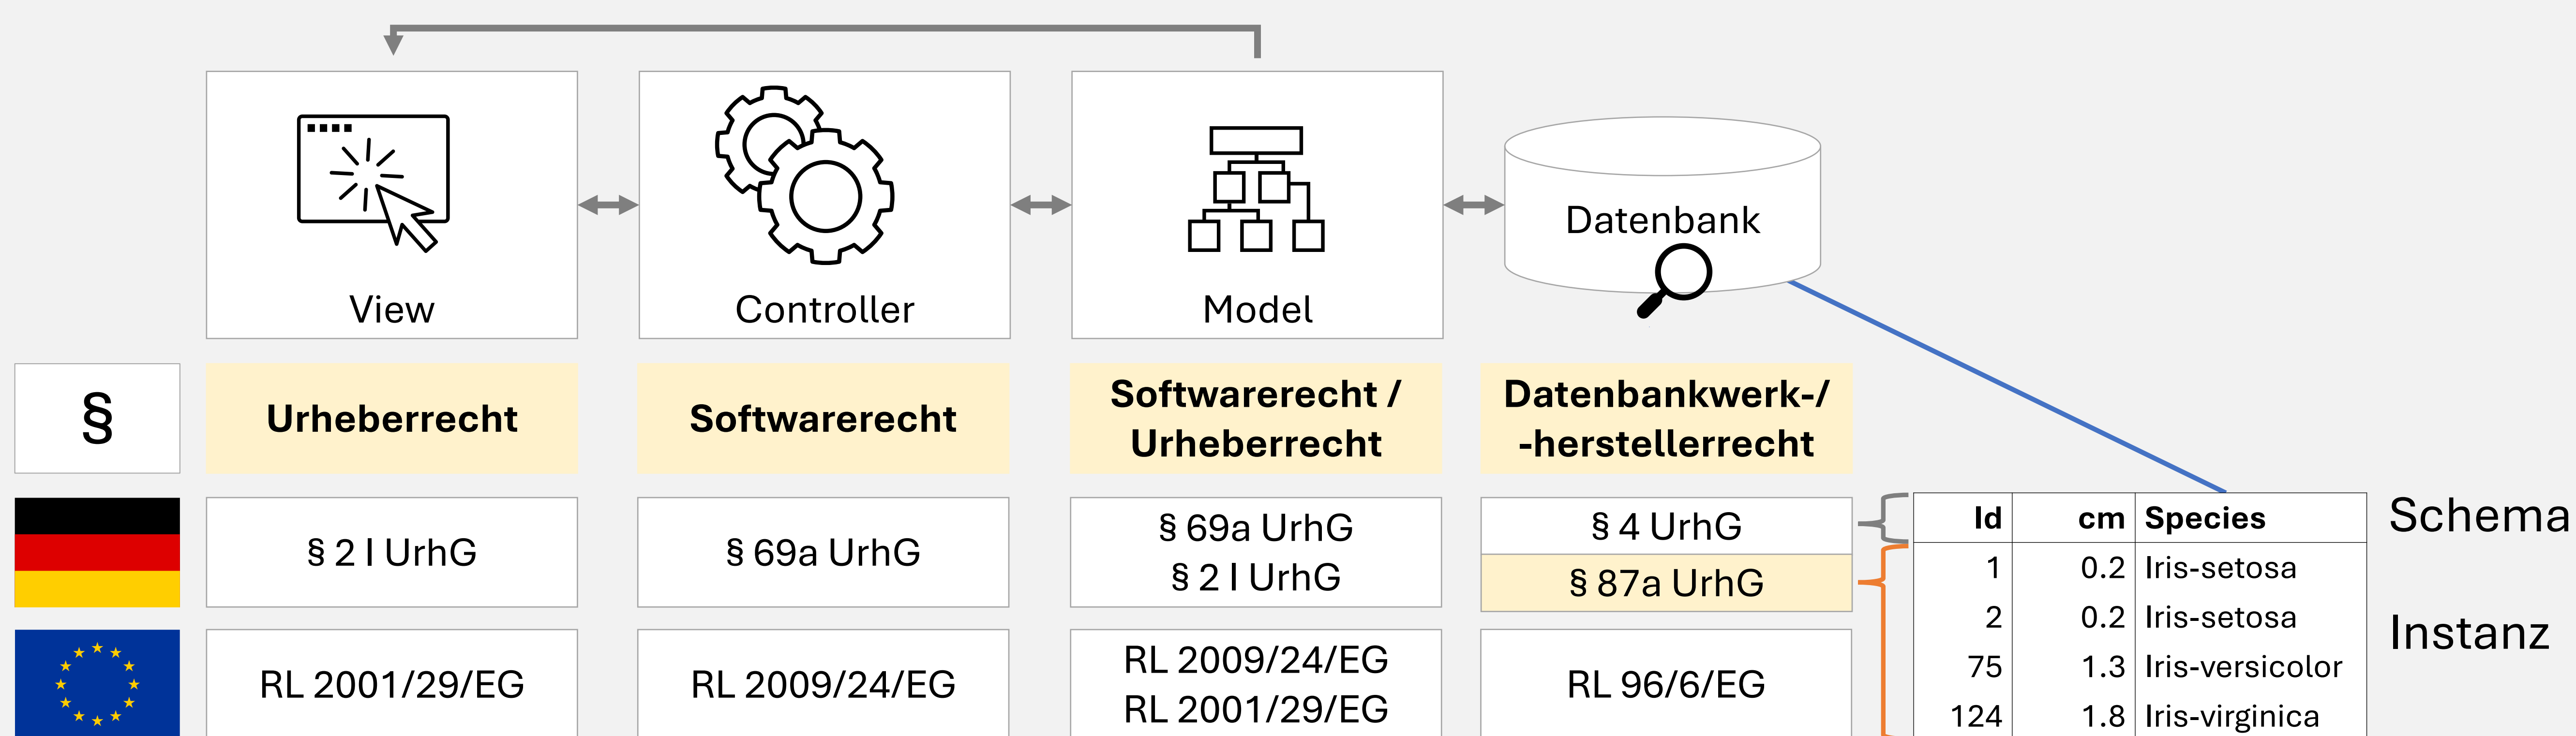 View
Controller
Model
Datenbank
§
Urheberrecht
Softwarerecht
Softwarerecht /
Urheberrecht
Datenbankwerk-/
-herstellerrecht
§ 2 I UrhG
§ 69a UrhG
§ 69a UrhG
§ 2 I UrhG
§ 4 UrhG
§ 87a UrhG
RL 2001/29/EG
RL 2009/24/EG
RL 2009/24/EG
RL 2001/29/EG
RL 96/6/EG
Id cm Species
1 0.2 Iris-setosa
2 0.2 Iris-setosa
75 1.3 Iris-versicolor
124 1.8 Iris-virginica
Schema
Instanz